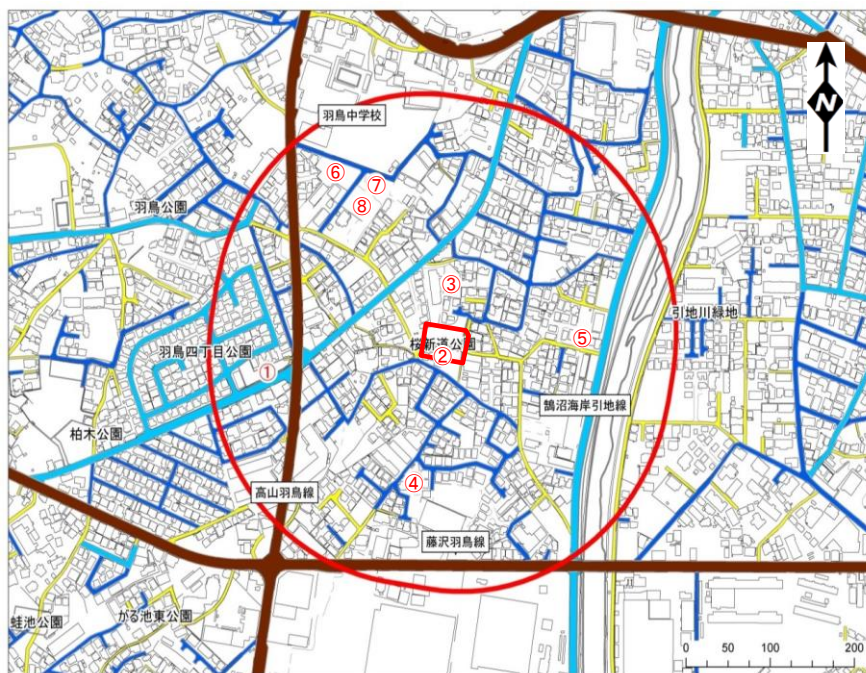 N
羽鳥中学校
⑥
⑦
⑧
羽鳥公園
③
引地川緑地
桜新道公園
②
⑤
羽鳥四丁目公園
①
鵠沼海岸引地線
柏木公園
④
高山羽鳥線
藤沢羽鳥線
蛙池公園
がる池東公園
0 50 100 200